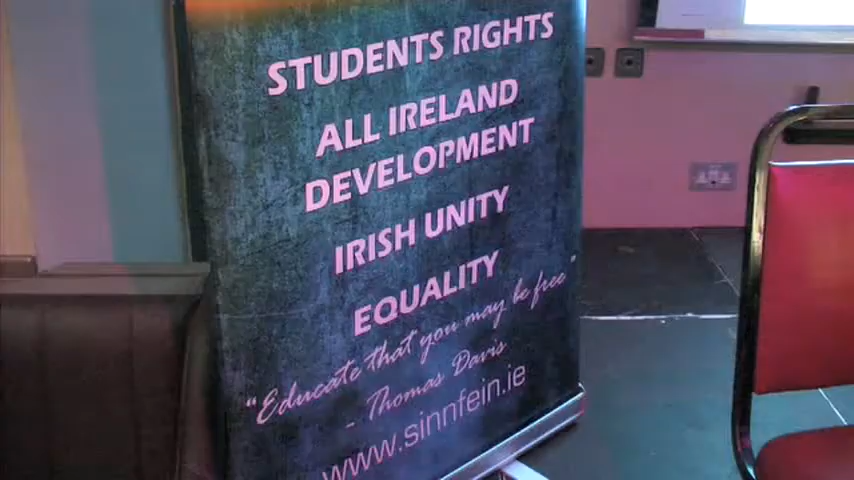 STUDENTS RIGHTS
ALL IRELAND
DEVELOPMENT
IRISH UNITY
EQUALITY
"Educate that you may be free"
- Thomas Davis
www.sinnfein.ie